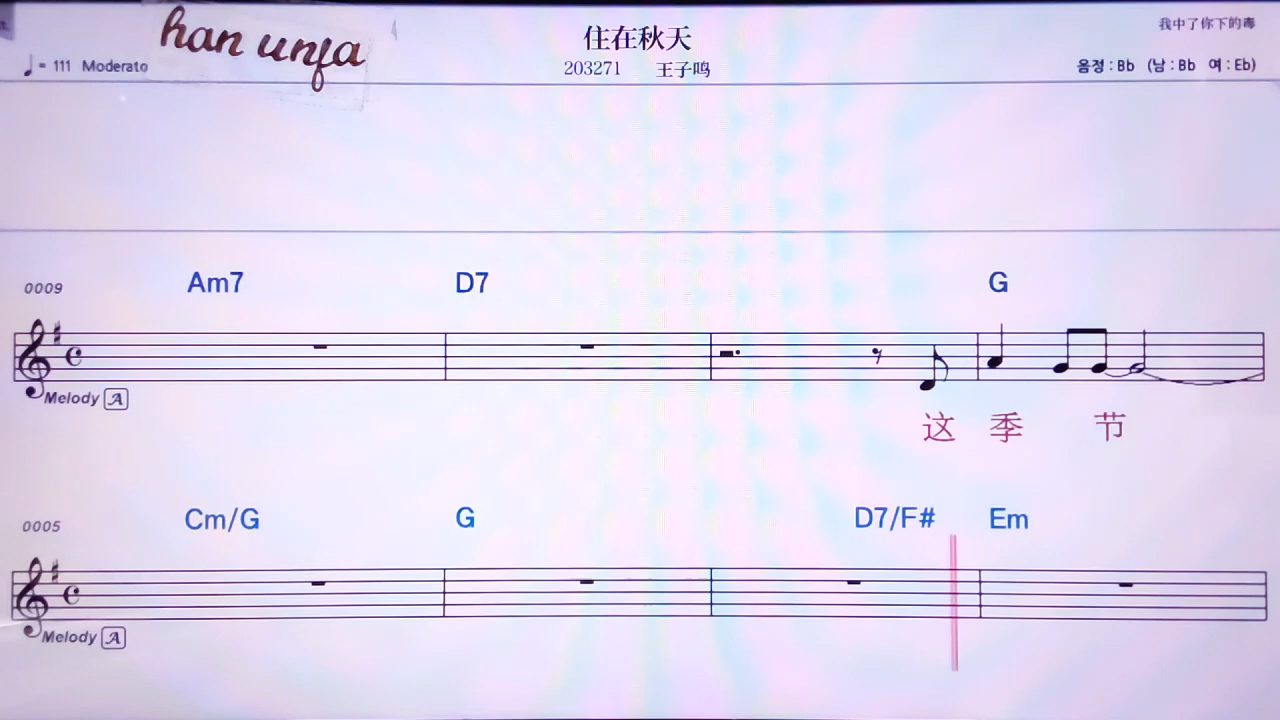 han unfa
住在秋天
我中了你下的毒
♩= 111 Moderato
203271 王子鸣
음정 : Bb (남 : Bb 여 : Eb)
0009 Am7 D7 G
Melody A
这 季 节
0005 Cm/G G D7/F# Em
Melody A